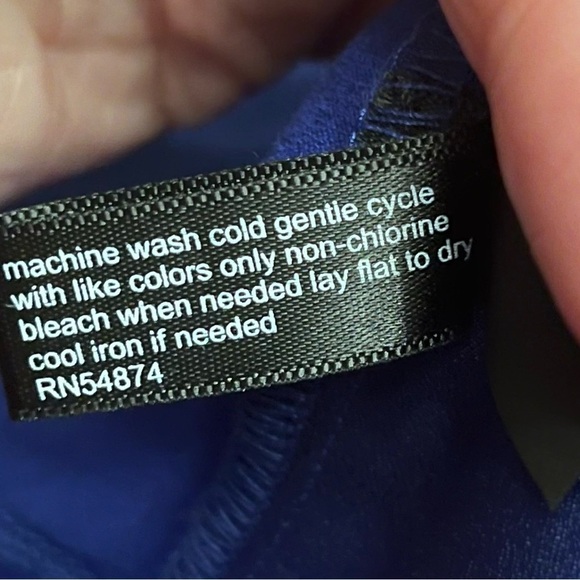 machine wash cold gentle cycle
with like colors only non-chlorine
bleach when needed lay flat to dry
cool iron if needed
RN54874